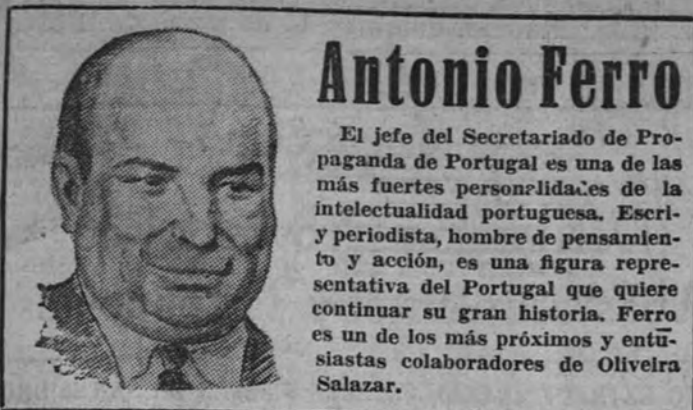 Antonio Ferro
El jefe del Secretariado de Pro-
paganda de Portugal es una de las
más fuertes personalidades de la
intelectualidad portuguesa. Escri-
y periodista, hombre de pensamien-
to y acción, es una figura repre-
sentativa del Portugal que quiere
continuar su gran historia. Ferro
es un de los más próximos y entu-
siastas colaboradores de Oliveira
Salazar.